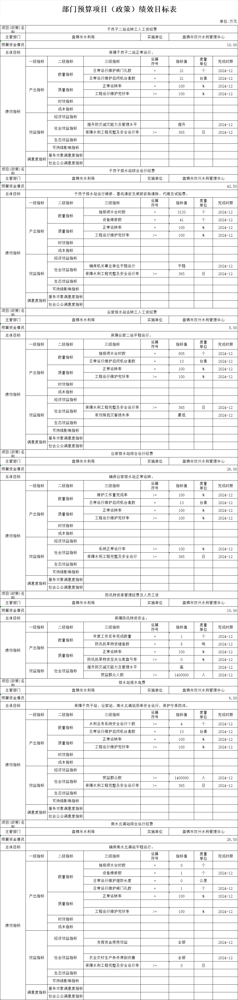 部门预算项目（政策）绩效目标表
单位:万元
项目(政策)名称 于岗子二站运转工人工资经费
主管部门 盘锦市水利局 实施单位 盘锦市双兴水利管理中心
预算资金情况 10.00
总体目标 保障于岗子二站正常运行。
绩效指标 一级指标 二级指标 三级指标 运算符号 指标值 度量单位 完成时限
产出指标 数量指标 日常运行维护闸门孔数 = 21 个 2024-12
日常运行维护启闭机台套数 = 21 台套 2024-12
质量指标 正常运转率 = 100 % 2024-12
工程运行维护完好率 >= 100 % 2024-12
时效指标
成本指标
效益指标 经济效益指标
社会效益指标 提升防灾减灾能力及管理水平 提升 2024-12
保障水利工程完整及安全运行率 >= 365 日 2024-12
生态效益指标
可持续影响指标
满意度指标 服务对象满意度指标
社会公众满意度指标
项目(政策)名称 于岗子排水站综合运行经费
主管部门 盘锦市水利局 实施单位 盘锦市双兴水利管理中心
预算资金情况 42.50
总体目标 于岗子排水站运行维修、基坑清淤及闸前淤柴清除、代维及试验费。
绩效指标 一级指标 二级指标 三级指标 运算符号 指标值 度量单位 完成时限
产出指标 数量指标 抽排涝水台时数 = 3133 个 2024-12
设备维修数 = 41 个 2024-12
质量指标 正常运转率 = 100 % 2024-12
工程运行维护完好率 >= 100 % 2024-12
时效指标
成本指标
效益指标 经济效益指标
社会效益指标 确保机关事业单位平稳运行 平稳 2024-12
保障水利工程完整及安全运行率 >= 365 日 2024-12
生态效益指标
可持续影响指标
满意度指标 服务对象满意度指标
社会公众满意度指标
项目(政策)名称 谷家排水站运转工人工资经费
主管部门 盘锦市水利局 实施单位 盘锦市双兴水利管理中心
预算资金情况 5.00
总体目标 保障谷家二站平稳运行。
绩效指标 一级指标 二级指标 三级指标 运算符号 指标值 度量单位 完成时限
产出指标 数量指标 抽排涝水台时数 = 805 个 2024-12
日常运行维护启闭机台套数 = 13 台套 2024-12
质量指标 正常运转率 = 100 % 2024-12
工程运行维护完好率 >= 100 % 2024-12
时效指标
成本指标
效益指标 经济效益指标
社会效益指标 保障水利工程完整及安全运行率 >= 365 日 2024-12
有效降低灾害损失率 最低 2024-12
生态效益指标
可持续影响指标
满意度指标 服务对象满意度指标
社会公众满意度指标
项目(政策)名称 谷家排水站综合运行经费
主管部门 盘锦市水利局 实施单位 盘锦市双兴水利管理中心
预算资金情况 26.00
总体目标 确保谷家排水站正常运转。
绩效指标 一级指标 二级指标 三级指标 运算符号 指标值 度量单位 完成时限
产出指标 数量指标 维护工作量完成率 >= 100 % 2024-12
日常运行维护启闭机台套数 = 13 台套 2024-12
质量指标 正常运转率 = 100 % 2024-12
工程运行维护完好率 >= 100 % 2024-12
时效指标
成本指标
效益指标 经济效益指标
社会效益指标 系统正常运行率 >= 100 % 2024-12
保障水利工程完整及安全运行 >= 365 日 2024-12
生态效益指标
可持续影响指标
满意度指标 服务对象满意度指标
社会公众满意度指标
项目(政策)名称 防汛物资库管理经费及人员工资
主管部门 盘锦市水利局 实施单位 盘锦市双兴水利管理中心
预算资金情况 10.00
总体目标 保障防汛物资安全。
绩效指标 一级指标 二级指标 三级指标 运算符号 指标值 度量单位 完成时限
产出指标 数量指标 年度工作任务完成数量 = 1 个 2024-12
防汛抗旱物资储备数 = 5 吨 2024-12
质量指标 正常运转率 = 100 % 2024-12
防汛抗旱物资定点仓库盘亏率 <= 0 % 2024-12
效益指标 社会效益指标 提升防灾减灾能力及管理水平 高 2024-12
受益群众人数 >= 1400000 人 2024-12
项目(政策)名称 排水站排水电费
主管部门 盘锦市水利局 实施单位 盘锦市双兴水利管理中心
预算资金情况 6.00
总体目标 保障于岗子站、谷家站、南水北调站雨季安全运行，保护冬季防冻。
绩效指标 一级指标 二级指标 三级指标 运算符号 指标值 度量单位 完成时限
产出指标 数量指标 水利业务系统安全运行个数 >= 4 个 2024-12
日常运行维护启闭机台套数 = 13 台套 2024-12
质量指标 正常运转率 = 100 % 2024-12
工程运行维护完好率 >= 100 % 2024-12
时效指标
成本指标
效益指标 经济效益指标
社会效益指标 受益群众数 >= 1400000 人 2024-12
保障水利工程完整及安全运行率 >= 365 日 2024-12
生态效益指标
可持续影响指标
满意度指标 服务对象满意度指标
社会公众满意度指标
项目(政策)名称 南水北调站综合运行经费
主管部门 盘锦市水利局 实施单位 盘锦市双兴水利管理中心
预算资金情况 26.50
总体目标 确保南水北调站平稳运行。
绩效指标 一级指标 二级指标 三级指标 运算符号 指标值 度量单位 完成时限
产出指标 数量指标 抽排涝水台时数 = 0 个
设备维修数 = 1 个 2024-12
日常运行维护堤防长度 = 0 公里
日常运行维护闸门孔数 = 1 个 2024-12
质量指标 正常运转率 = 100 % 2024-12
工程运行维护完好率 >= 100 % 2024-12
时效指标
成本指标
效益指标 经济效益指标
发挥资金使用效益 全部 2024-12
社会效益指标 农业农村生产条件得到改善 全部 2024-12
保障水利工程完整及安全运行率 >= 0 日
生态效益指标
可持续影响指标
满意度指标 服务对象满意度指标
社会公众满意度指标